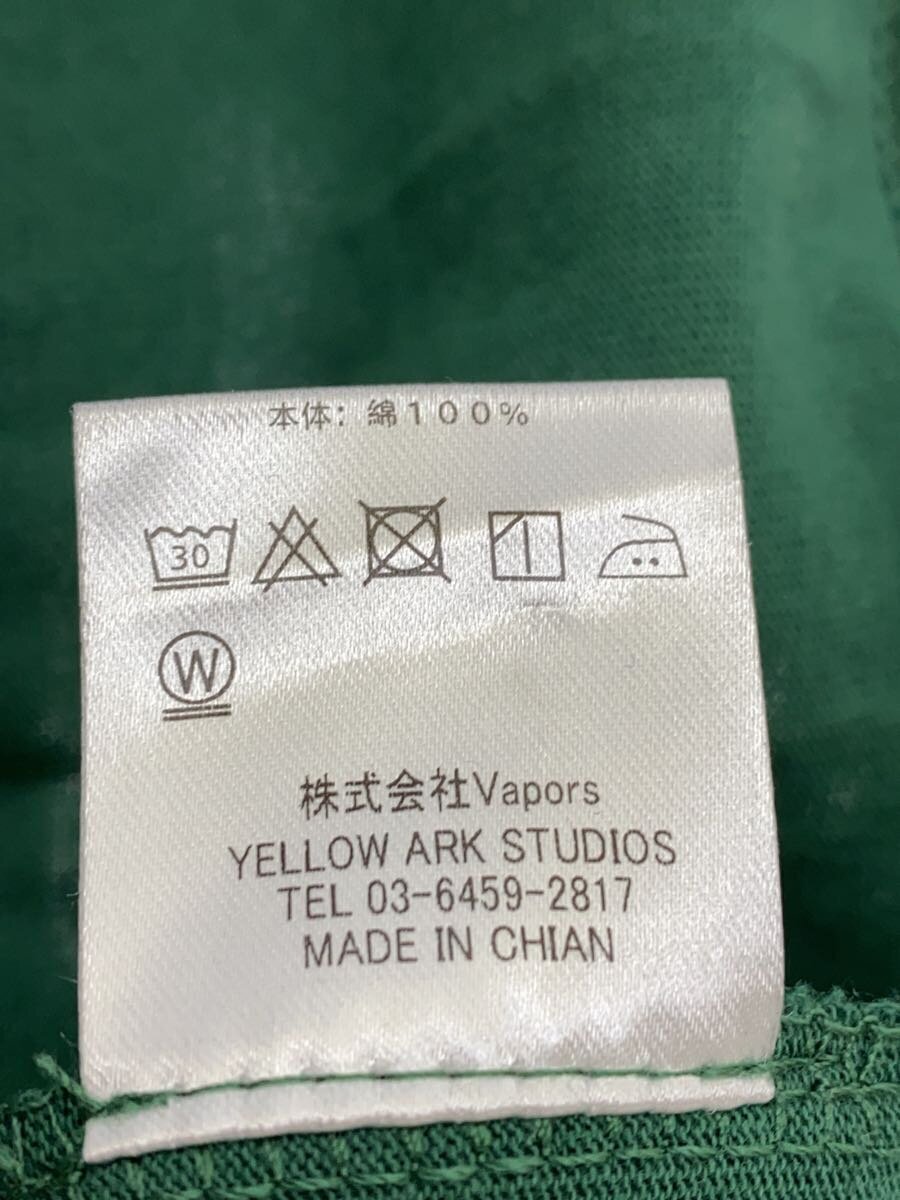 本体: 綿100%
30
W
株式会社Vapors
YELLOW ARK STUDIOS
TEL 03-6459-2817
MADE IN CHIAN